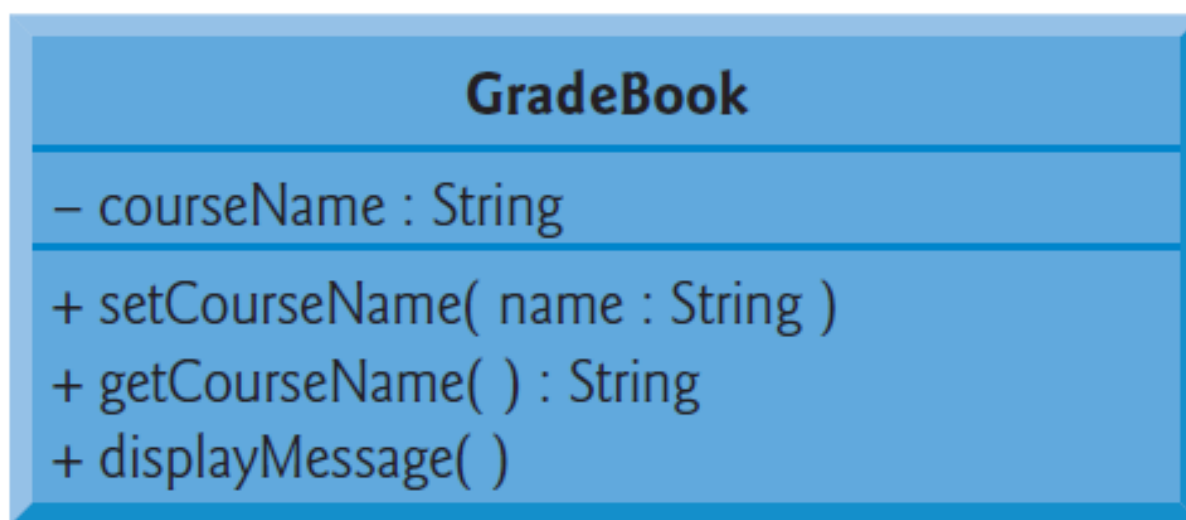 GradeBook
– courseName : String
+ setCourseName( name : String )
+ getCourseName( ) : String
+ displayMessage( )